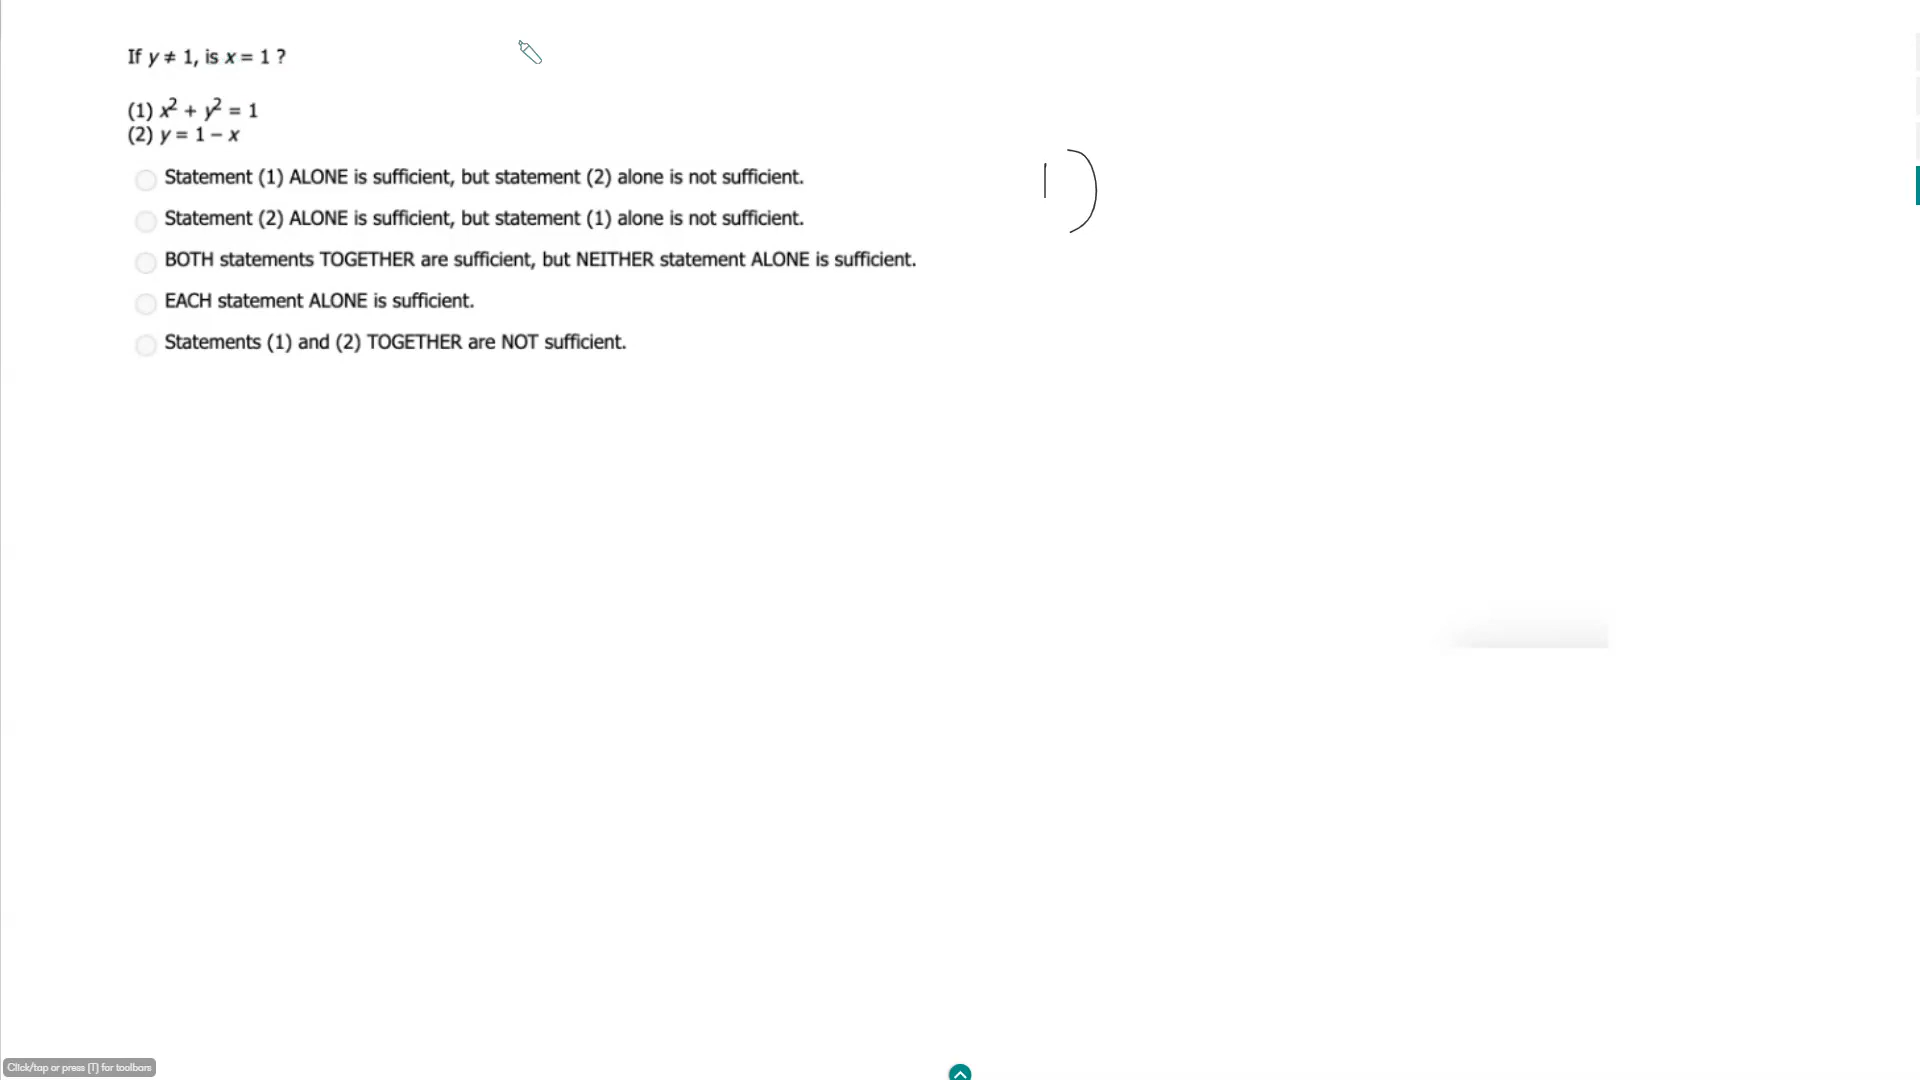 If y ≠ 1, is x = 1 ?
(1) x² + y² = 1
(2) y = 1 – x
Statement (1) ALONE is sufficient, but statement (2) alone is not sufficient.
1)
Statement (2) ALONE is sufficient, but statement (1) alone is not sufficient.
BOTH statements TOGETHER are sufficient, but NEITHER statement ALONE is sufficient.
EACH statement ALONE is sufficient.
Statements (1) and (2) TOGETHER are NOT sufficient.
Click/tap or press [T] for toolbars